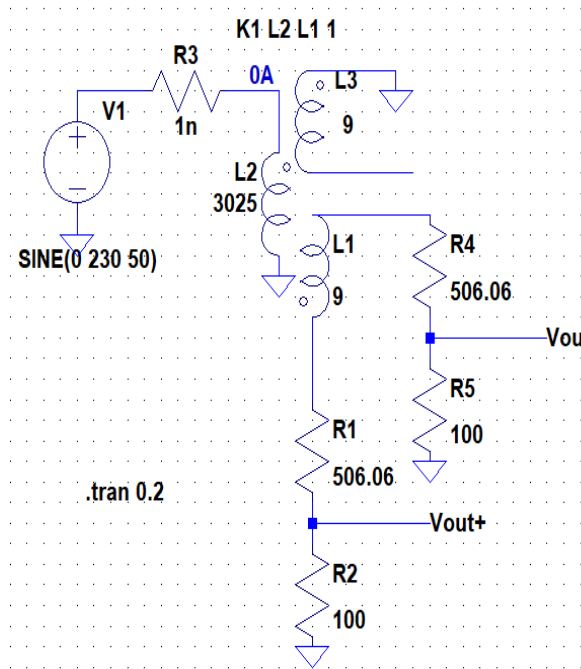 K1 L2 L1 1
R3
0A
L3
V1
1n
9
L2
3025
SINE(0 230 50)
L1
R4
9
506.06
Vou
R5
R1
100
506.06
.tran 0.2
Vout+
R2
100